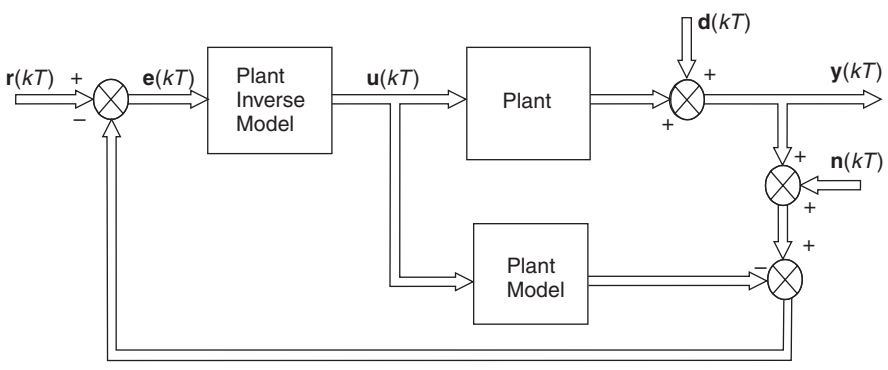 d(kT)
r(kT) + e(kT) Plant Inverse Model u(kT) Plant + y(kT)
−
+
+ n(kT)
+
+
Plant Model −